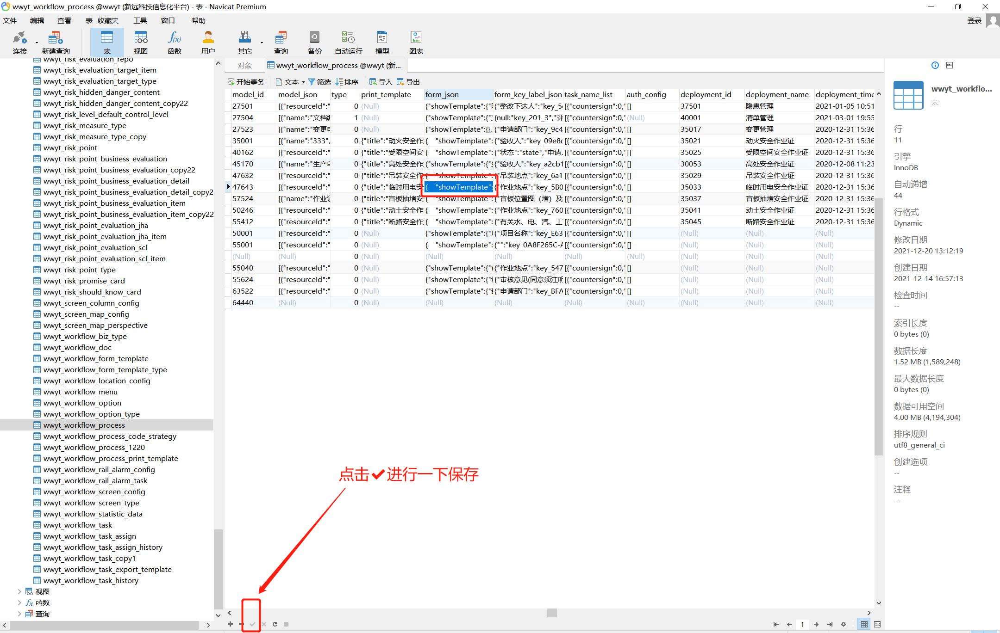 wwyt_workflow_process @wwyt (新远科技信息化平台) - 表 - Navicat Premium
文件 编辑 查看 表 收藏夹 工具 窗口 帮助 登录
连接 新建查询 表 视图 函数 用户 其它 查询 备份 自动运行 模型 图表
wwyt_risk_evaluation_repo
wwyt_risk_evaluation_target_item
wwyt_risk_evaluation_target_type
wwyt_risk_hidden_danger_content
wwyt_risk_hidden_danger_content_copy22
wwyt_risk_level_default_control_level
wwyt_risk_measure_type
wwyt_risk_measure_type_copy
wwyt_risk_point
wwyt_risk_point_business_evaluation
wwyt_risk_point_business_evaluation_copy22
wwyt_risk_point_business_evaluation_detail
wwyt_risk_point_business_evaluation_detail_copy2
wwyt_risk_point_business_evaluation_item
wwyt_risk_point_business_evaluation_item_copy22
wwyt_risk_point_evaluation_jha
wwyt_risk_point_evaluation_jha_item
wwyt_risk_point_evaluation_scl
wwyt_risk_point_evaluation_scl_item
wwyt_risk_point_type
wwyt_risk_promise_card
wwyt_risk_should_know_card
wwyt_screen_column_config
wwyt_screen_map_config
wwyt_screen_map_perspective
wwyt_workflow_biz_type
wwyt_workflow_doc
wwyt_workflow_form_template
wwyt_workflow_form_template_type
wwyt_workflow_location_config
wwyt_workflow_menu
wwyt_workflow_option
wwyt_workflow_option_type
wwyt_workflow_process
wwyt_workflow_process_code_strategy
wwyt_workflow_process_1220
wwyt_workflow_process_print_template
wwyt_workflow_rail_alarm_config
wwyt_workflow_rail_alarm_task
wwyt_workflow_screen_config
wwyt_workflow_screen_type
wwyt_workflow_statistic_data
wwyt_workflow_task
wwyt_workflow_task_assign
wwyt_workflow_task_assign_history
wwyt_workflow_task_copy1
wwyt_workflow_task_export_template
wwyt_workflow_task_history
视图
函数
查询
对象 wwyt_workflow_process @wwyt (新...
开始事务 文本 筛选 排序 导入 导出
model_id model_json type print_template form_json form_key_label_json task_name_list auth_config deployment_id deployment_name deployment_time
27501 [{"resourceId":" 0 (Null) {"showTemplate":{" {"整改下达人":"key_5 [{"countersign":0," [] 37501 隐患管理 2021-01-05 10:51
27504 [{"name":"文档 1 (Null) {"showTemplate":{" {null:"key_201_3","评 [{"countersign":0," (Null) 40001 清单管理 2021-03-01 19:55
27523 [{"name":"变更 0 (Null) {"showTemplate":{}, {"申请部门":"key_9c4 [{"countersign":0," [] 35017 变更管理 2020-12-31 15:36
35001 [{"name":"333", 0 {"title":"动火安全作 { "showTemplate": {"验收人":"key_09e8 [{"countersign":0," [] 35021 动火安全作业证 2020-12-31 15:36
40162 [{"resourceId":" 0 {"title":"受限空间安 { "showTemplate": {"状态":"state","申请 [{"countersign":0," [] 35025 受限空间安全作业证 2020-12-31 15:36
45170 [{"name":"生产单 0 {"title":"高处安全作 {"showTemplate":{" {"验收人":"key_a2cb1 [{"countersign":0," [] 30053 高处安全作业证 2020-12-08 11:23
47632 [{"resourceId":" 0 {"title":"吊装安全作 { "showTemplate": {"吊装地点":"key_6a1 [{"countersign":0," [] 35029 吊装安全作业证 2020-12-31 15:36
47643 [{"resourceId":" 0 {"title":"临时用电安 { "showTemplate": {"作业地点":"key_5B0 [{"countersign":0," [] 35033 临时用电安全作业证 2020-12-31 15:36
57524 [{"name":"作业证 0 {"title":"盲板抽堵安 { "showTemplate": {"盲板位置图（堵）及 [{"countersign":0," [] 35037 盲板抽堵安全作业证 2020-12-31 15:36
50246 [{"resourceId":" 0 {"title":"动土安全作 { "showTemplate": {"作业地点":"key_760 [{"countersign":0," [] 35041 动土安全作业证 2020-12-31 15:36
55412 [{"resourceId":" 0 {"title":"断路安全作 { "showTemplate": {"有关水、电、汽、工 [{"countersign":0," [] 35045 断路安全作业证 2020-12-31 15:36
50001 [{"resourceId":" 0 (Null) {"showTemplate":{" {"项目名称":"key_E63 [{"countersign":0," [] (Null) (Null) (Null)
55001 [{"resourceId":" 0 (Null) { "showTemplate": {"":"key_0A8F265C-A [{"countersign":0," [] (Null) (Null) (Null)
(Null) (Null) 0 (Null) (Null) (Null) (Null) (Null) (Null) (Null) (Null)
55040 [{"resourceId":" 0 (Null) {"showTemplate":{" {"作业地点":"key_547 [{"countersign":0," [] (Null) (Null) (Null)
55624 [{"resourceId":" 0 (Null) {"showTemplate":{" {"审核意见(同意须注明 [{"countersign":0," [] (Null) (Null) (Null)
63522 [{"resourceId":" 0 (Null) {"showTemplate":{" {"申请部门":"key_BFA [{"countersign":0," [] (Null) (Null) (Null)
64440 (Null) 0 (Null) (Null) (Null) (Null) (Null) (Null) (Null) (Null)
点击✔进行一下保存
1
wwyt_workflo...
表
行
11
引擎
InnoDB
自动递增
44
行格式
Dynamic
修改日期
2021-12-20 13:12:19
创建日期
2021-12-14 16:57:13
检查时间
--
索引长度
0 bytes (0)
数据长度
1.52 MB (1,589,248)
最大数据长度
0 bytes (0)
数据可用空间
4.00 MB (4,194,304)
排序规则
utf8_general_ci
创建选项
--
注释
--